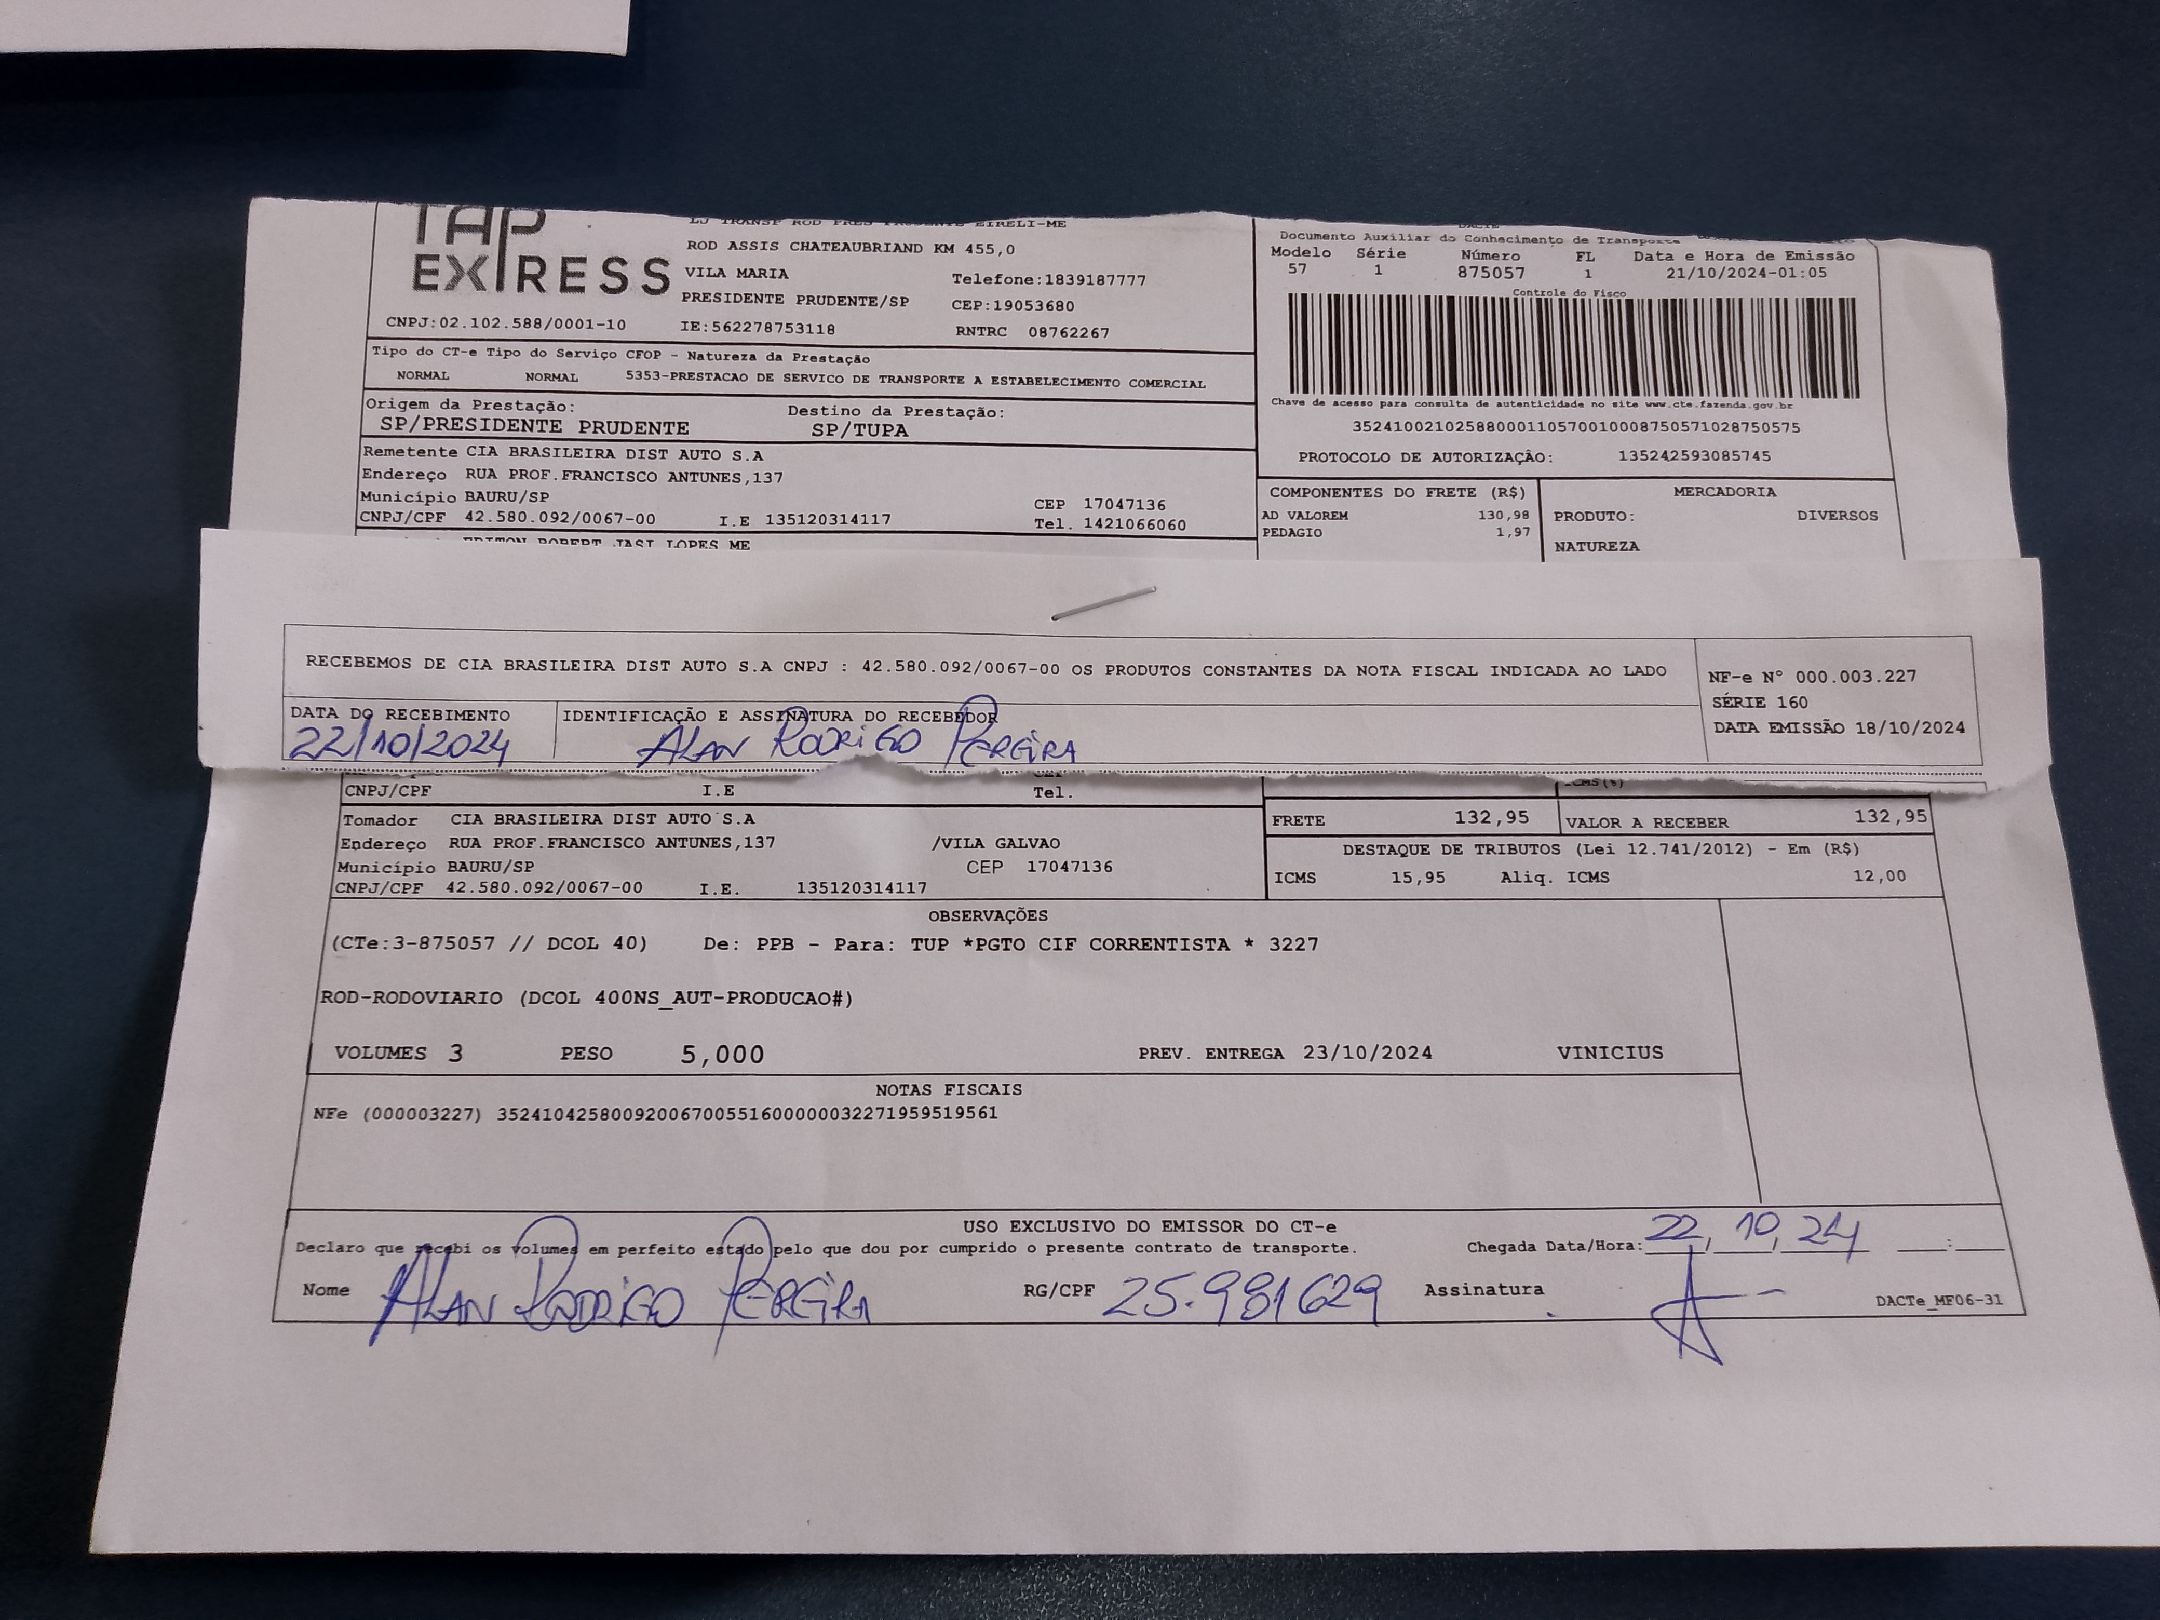 TAP
EXPRESS
LJ TRANSP ROD PRES PRUDENTE EIRELI-ME
ROD ASSIS CHATEAUBRIAND KM 455,0
VILA MARIA Telefone:1839187777
PRESIDENTE PRUDENTE/SP CEP:19053680
CNPJ:02.102.588/0001-10 IE:562278753118 RNTRC 08762267
DACTE
Documento Auxiliar do Conhecimento de Transporte
Modelo Série Número FL Data e Hora de Emissão
57 1 875057 1 21/10/2024-01:05
Controle do Fisco
Chave de acesso para consulta de autenticidade no site www.cte.fazenda.gov.br
35241002102588000110570010008750571028750575
PROTOCOLO DE AUTORIZAÇÃO: 135242593085745
Tipo do CT-e Tipo do Serviço CFOP - Natureza da Prestação
NORMAL NORMAL 5353-PRESTACAO DE SERVICO DE TRANSPORTE A ESTABELECIMENTO COMERCIAL
Origem da Prestação: Destino da Prestação:
SP/PRESIDENTE PRUDENTE SP/TUPA
Remetente CIA BRASILEIRA DIST AUTO S.A
Endereço RUA PROF.FRANCISCO ANTUNES,137
Município BAURU/SP CEP 17047136
CNPJ/CPF 42.580.092/0067-00 I.E 135120314117 Tel. 1421066060
ROBERT JASI LOPES ME
COMPONENTES DO FRETE (R$) MERCADORIA
AD VALOREM 130,98 PRODUTO: DIVERSOS
PEDAGIO 1,97
NATUREZA
RECEBEMOS DE CIA BRASILEIRA DIST AUTO S.A CNPJ : 42.580.092/0067-00 OS PRODUTOS CONSTANTES DA NOTA FISCAL INDICADA AO LADO
NF-e Nº 000.003.227
SÉRIE 160
DATA EMISSÃO 18/10/2024
DATA DO RECEBIMENTO IDENTIFICAÇÃO E ASSINATURA DO RECEBEDOR
22/10/2024 ALAN RODRIGO PEREIRA
CNPJ/CPF I.E Tel.
ICMS(%)
Tomador CIA BRASILEIRA DIST AUTO S.A
Endereço RUA PROF.FRANCISCO ANTUNES,137 /VILA GALVAO
Município BAURU/SP CEP 17047136
CNPJ/CPF 42.580.092/0067-00 I.E. 135120314117
FRETE 132,95 VALOR A RECEBER 132,95
DESTAQUE DE TRIBUTOS (Lei 12.741/2012) - Em (R$)
ICMS 15,95 Aliq. ICMS 12,00
OBSERVAÇÕES
(CTe:3-875057 // DCOL 40) De: PPB - Para: TUP *PGTO CIF CORRENTISTA * 3227
ROD-RODOVIARIO (DCOL 400NS_AUT-PRODUCAO#)
VOLUMES 3 PESO 5,000 PREV. ENTREGA 23/10/2024 VINICIUS
NOTAS FISCAIS
NFe (000003227) 35241042580092006700551600000032271959519561
USO EXCLUSIVO DO EMISSOR DO CT-e
Declaro que recebi os volumes em perfeito estado pelo que dou por cumprido o presente contrato de transporte. Chegada Data/Hora: 22, 10, 24 :
Nome ALAN RODRIGO PEREIRA RG/CPF 25.981629 Assinatura
DACTe_MF06-31